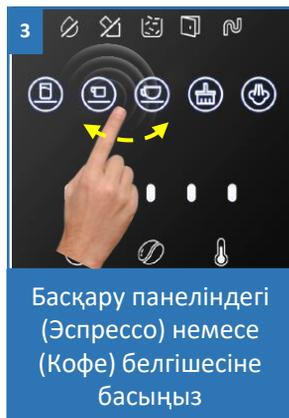 3
Басқару панеліндегі
(Эспрессо) немесе
(Кофе) белгішесіне
басыңыз